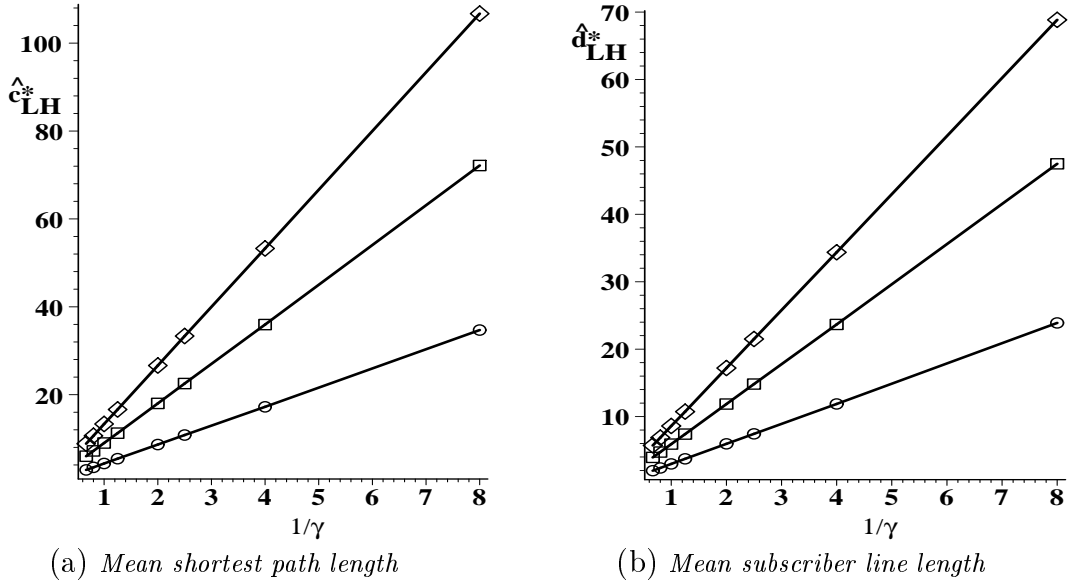 100
ĉ*LH
80
60
40
20
1 2 3 4 5 6 7 8
1/γ
(a) Mean shortest path length
70
d̂*LH
60
50
40
30
20
10
1 2 3 4 5 6 7 8
1/γ
(b) Mean subscriber line length